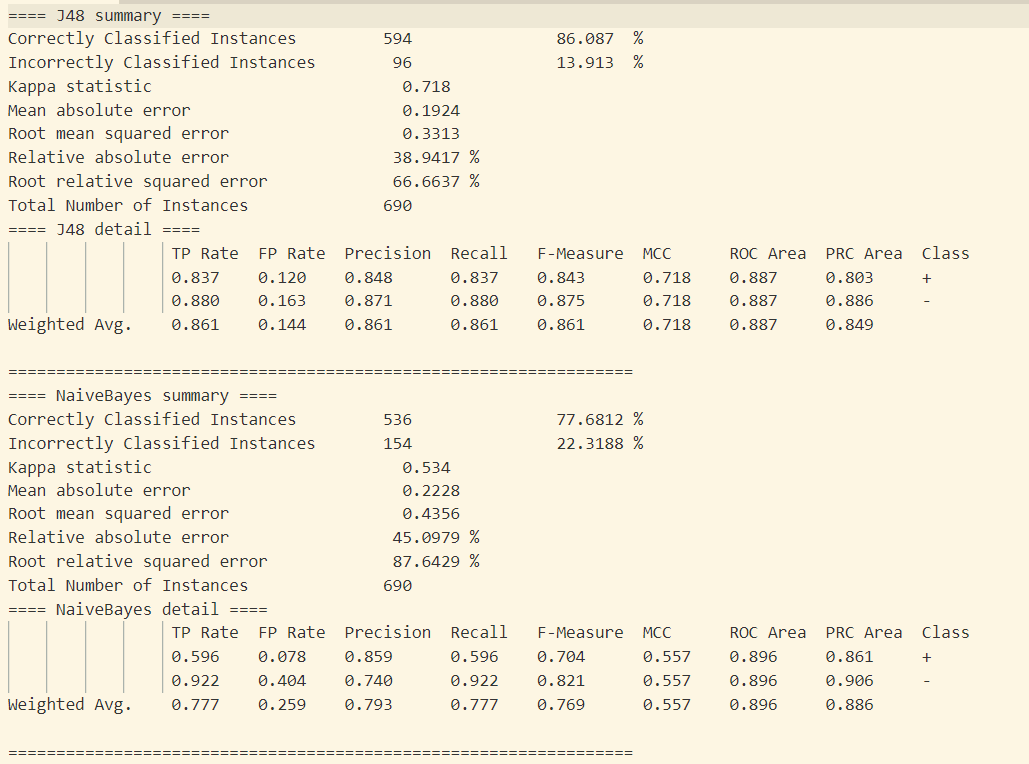 ==== J48 summary ====
Correctly Classified Instances         594               86.087  %
Incorrectly Classified Instances        96               13.913  %
Kappa statistic                          0.718
Mean absolute error                      0.1924
Root mean squared error                  0.3313
Relative absolute error                 38.9417 %
Root relative squared error             66.6637 %
Total Number of Instances              690
==== J48 detail ====
                 TP Rate  FP Rate  Precision  Recall   F-Measure  MCC      ROC Area  PRC Area  Class
                 0.837    0.120    0.848      0.837    0.843      0.718    0.887     0.803     +
                 0.880    0.163    0.871      0.880    0.875      0.718    0.887     0.886     -
Weighted Avg.    0.861    0.144    0.861      0.861    0.861      0.718    0.887     0.849
=================================================================
==== NaiveBayes summary ====
Correctly Classified Instances         536               77.6812 %
Incorrectly Classified Instances       154               22.3188 %
Kappa statistic                          0.534
Mean absolute error                      0.2228
Root mean squared error                  0.4356
Relative absolute error                 45.0979 %
Root relative squared error             87.6429 %
Total Number of Instances              690
==== NaiveBayes detail ====
                 TP Rate  FP Rate  Precision  Recall   F-Measure  MCC      ROC Area  PRC Area  Class
                 0.596    0.078    0.859      0.596    0.704      0.557    0.896     0.861     +
                 0.922    0.404    0.740      0.922    0.821      0.557    0.896     0.906     -
Weighted Avg.    0.777    0.259    0.793      0.777    0.769      0.557    0.896     0.886
=================================================================